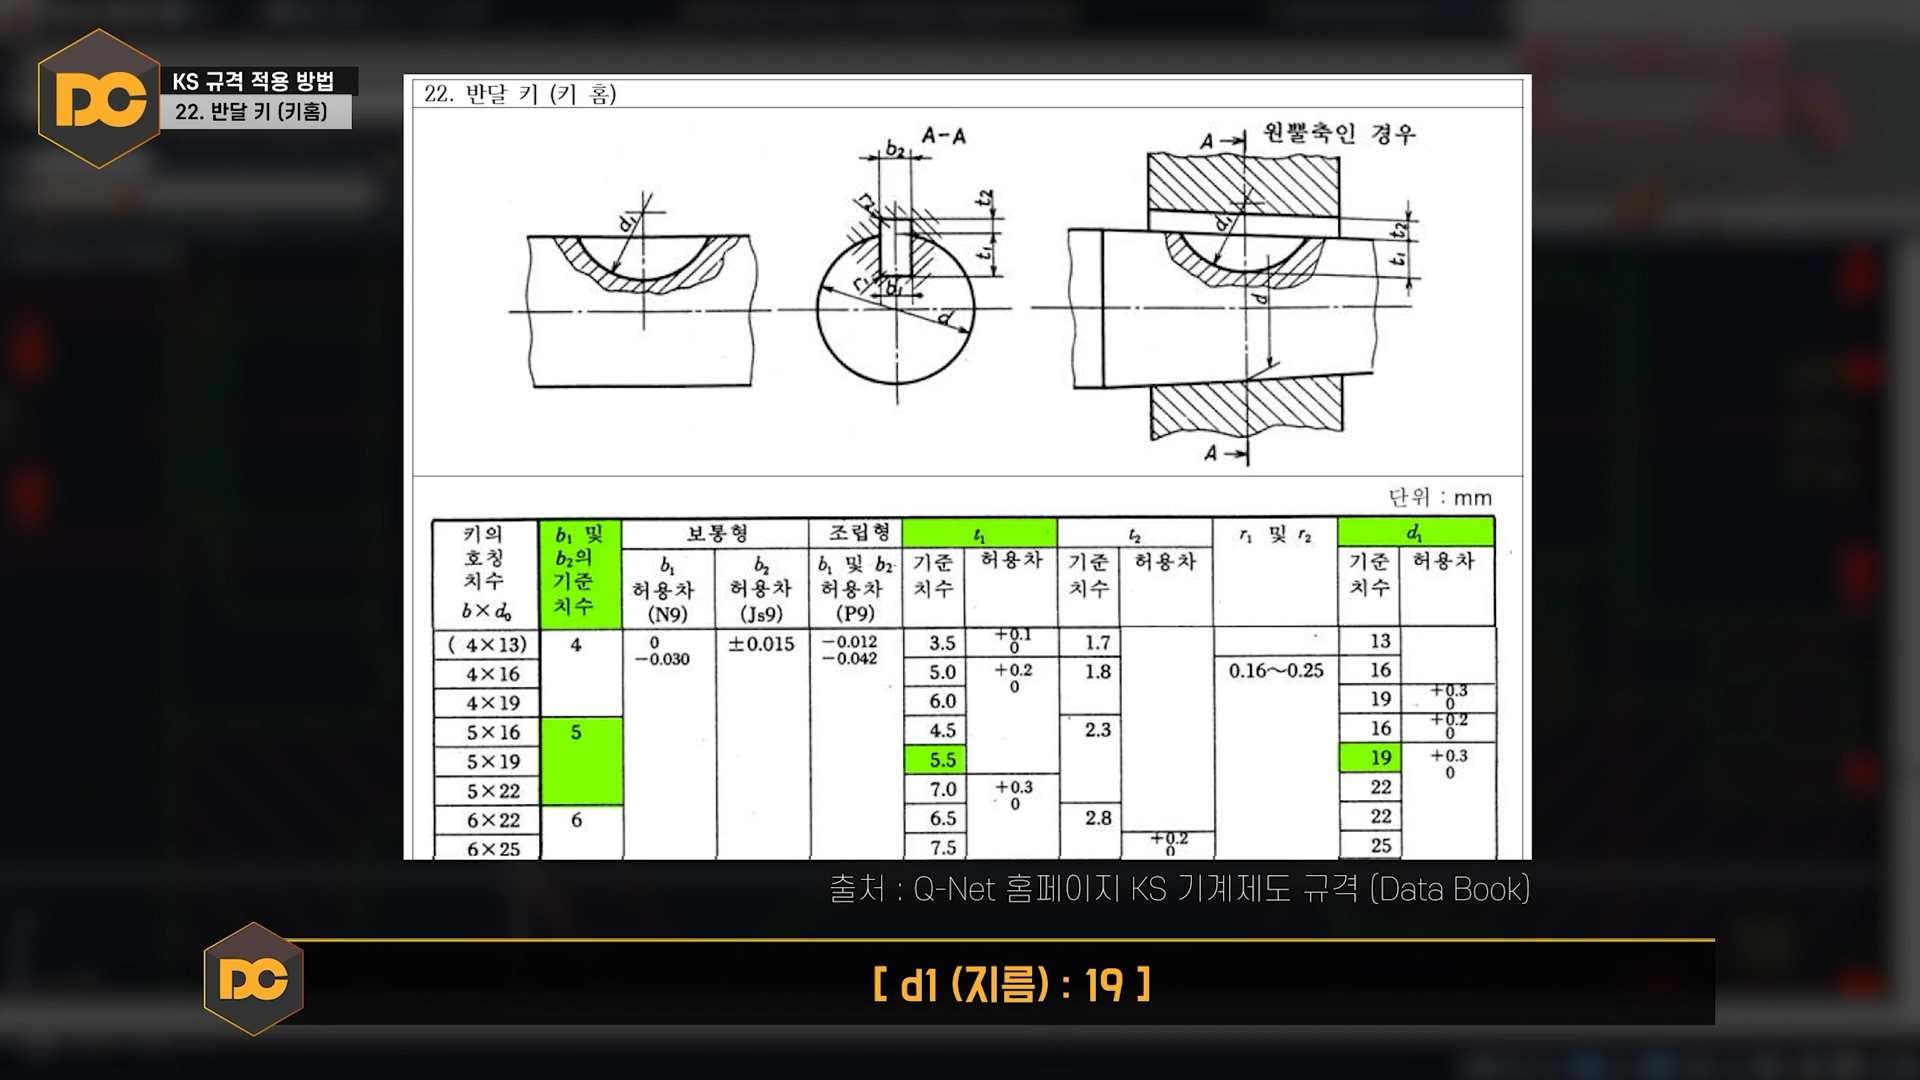 DC
KS 규격 적용 방법
22. 반달 키 (키홈)
22. 반달 키 (키 홈)
A-A
A
원뿔축인 경우
b₂
d₁
r₂
t₂
t₁
r₁
b₁
d
d₁
t₂
t₁
d
A
단위 : mm
키의 호칭 치수 b×d₀ b₁ 및 b₂의 기준 치수 보통형 조립형 t₁ t₂ r₁ 및 r₂ d₁
b₁ 허용차 (N9) b₂ 허용차 (Js9) b₁ 및 b₂ 허용차 (P9) 기준 치수 허용차 기준 치수 허용차 기준 치수 허용차
( 4×13) 4 0 -0.030 ±0.015 -0.012 -0.042 3.5 +0.1 0 1.7 13
4×16 5.0 +0.2 0 1.8 0.16~0.25 16
4×19 6.0 19 +0.3 0
5×16 5 4.5 2.3 16 +0.2 0
5×19 5.5 19 +0.3 0
5×22 7.0 +0.3 0 22
6×22 6 6.5 2.8 22
6×25 7.5 +0.2 0 25
출처 : Q-Net 홈페이지 KS 기계제도 규격 (Data Book)
DC
[ d1 (지름) : 19 ]